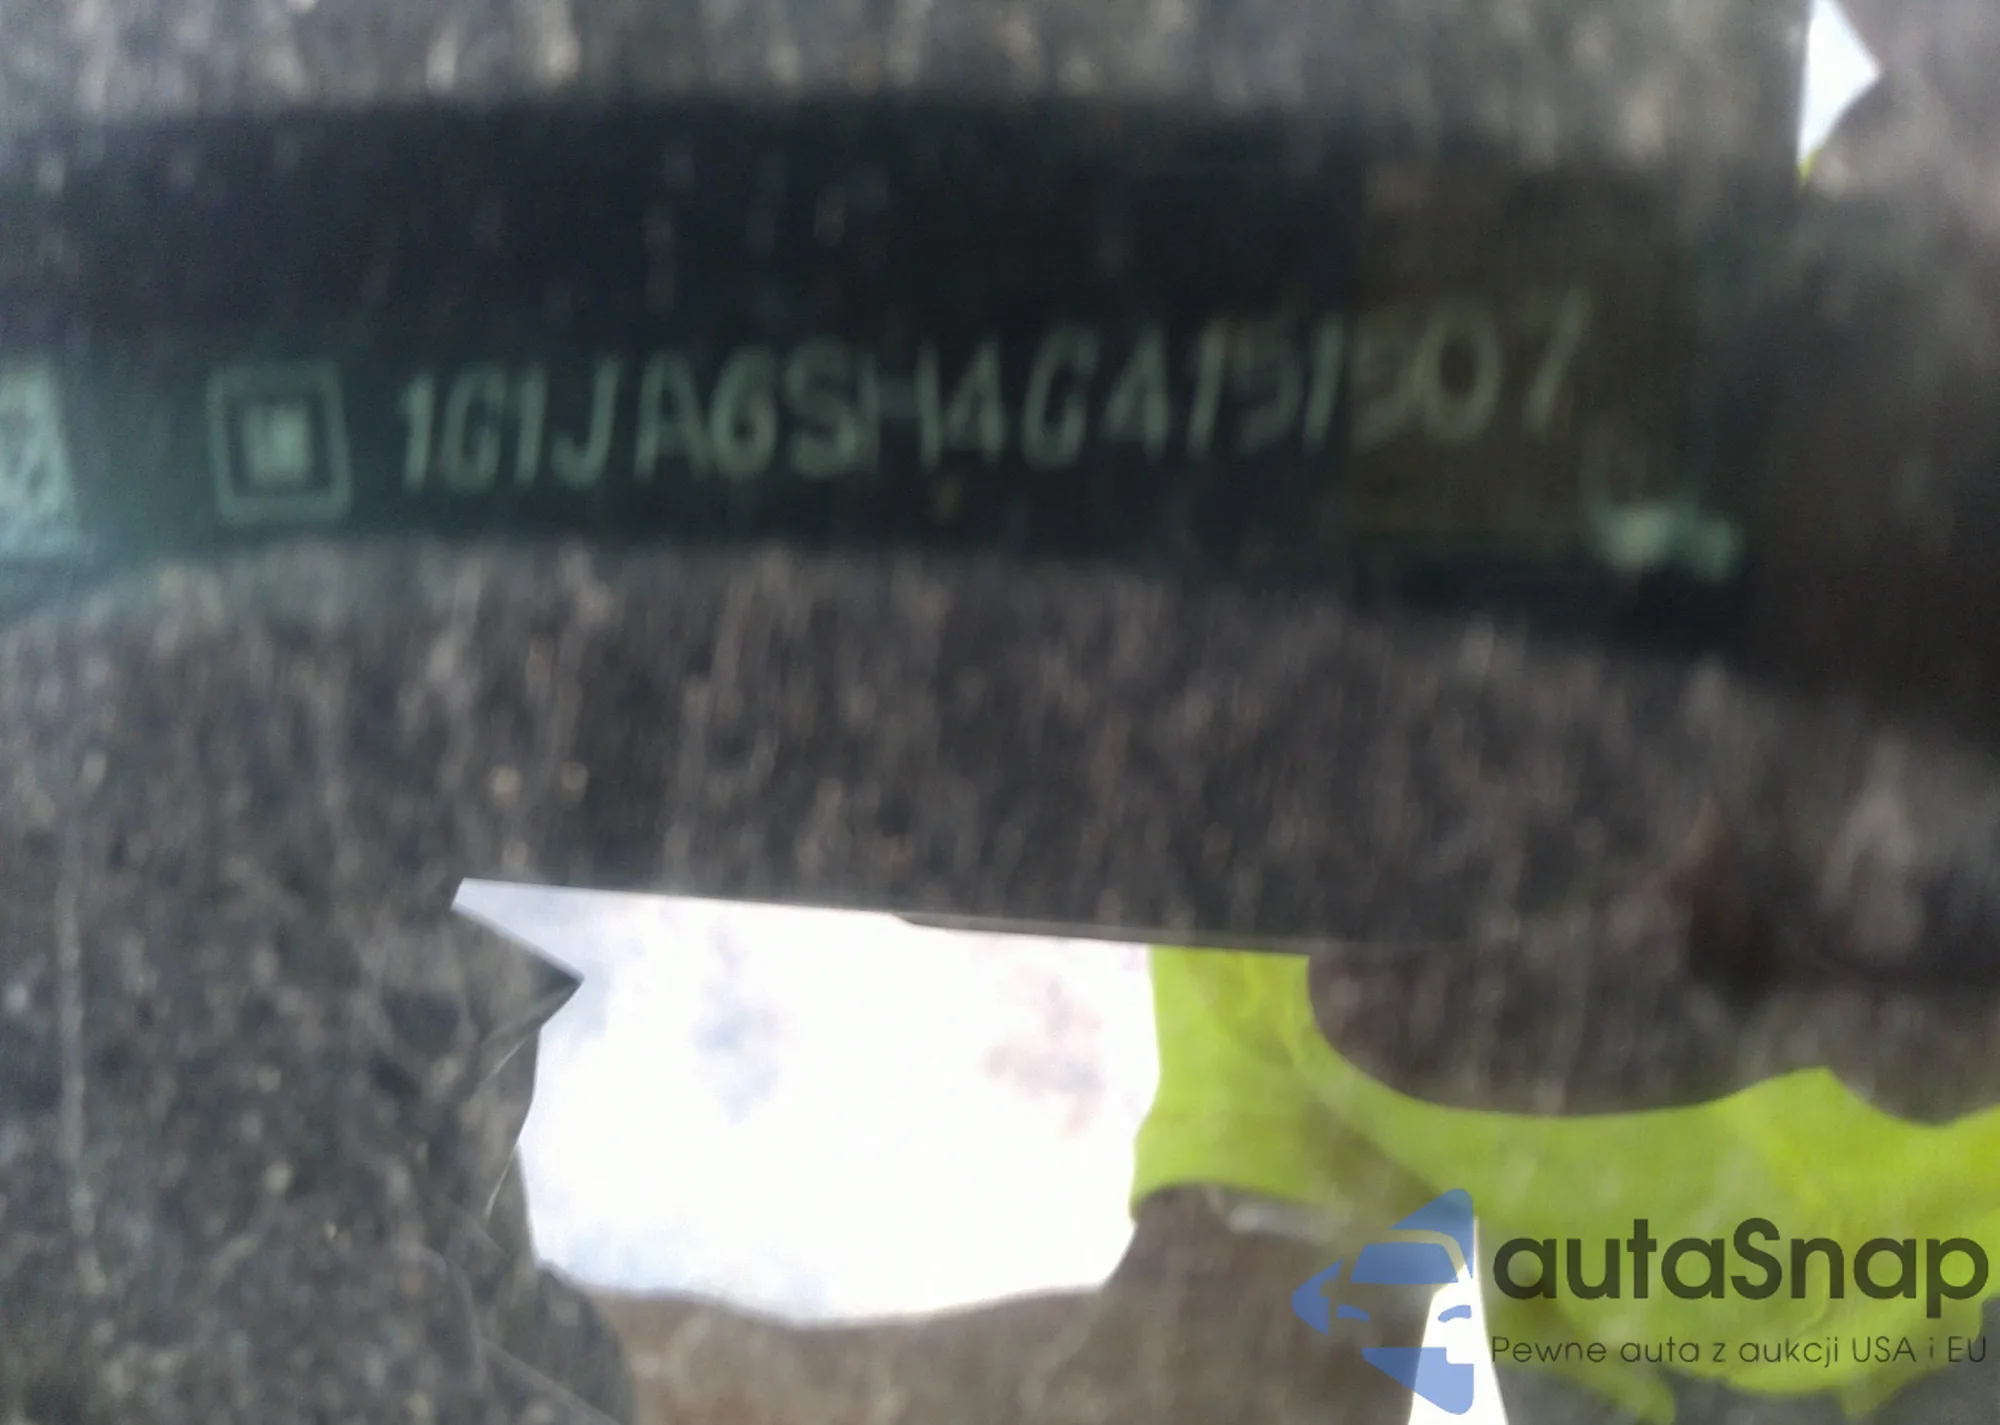 1G1JA6SH4G4151507
autaSnap
Pewne auta z aukcji USA i EU